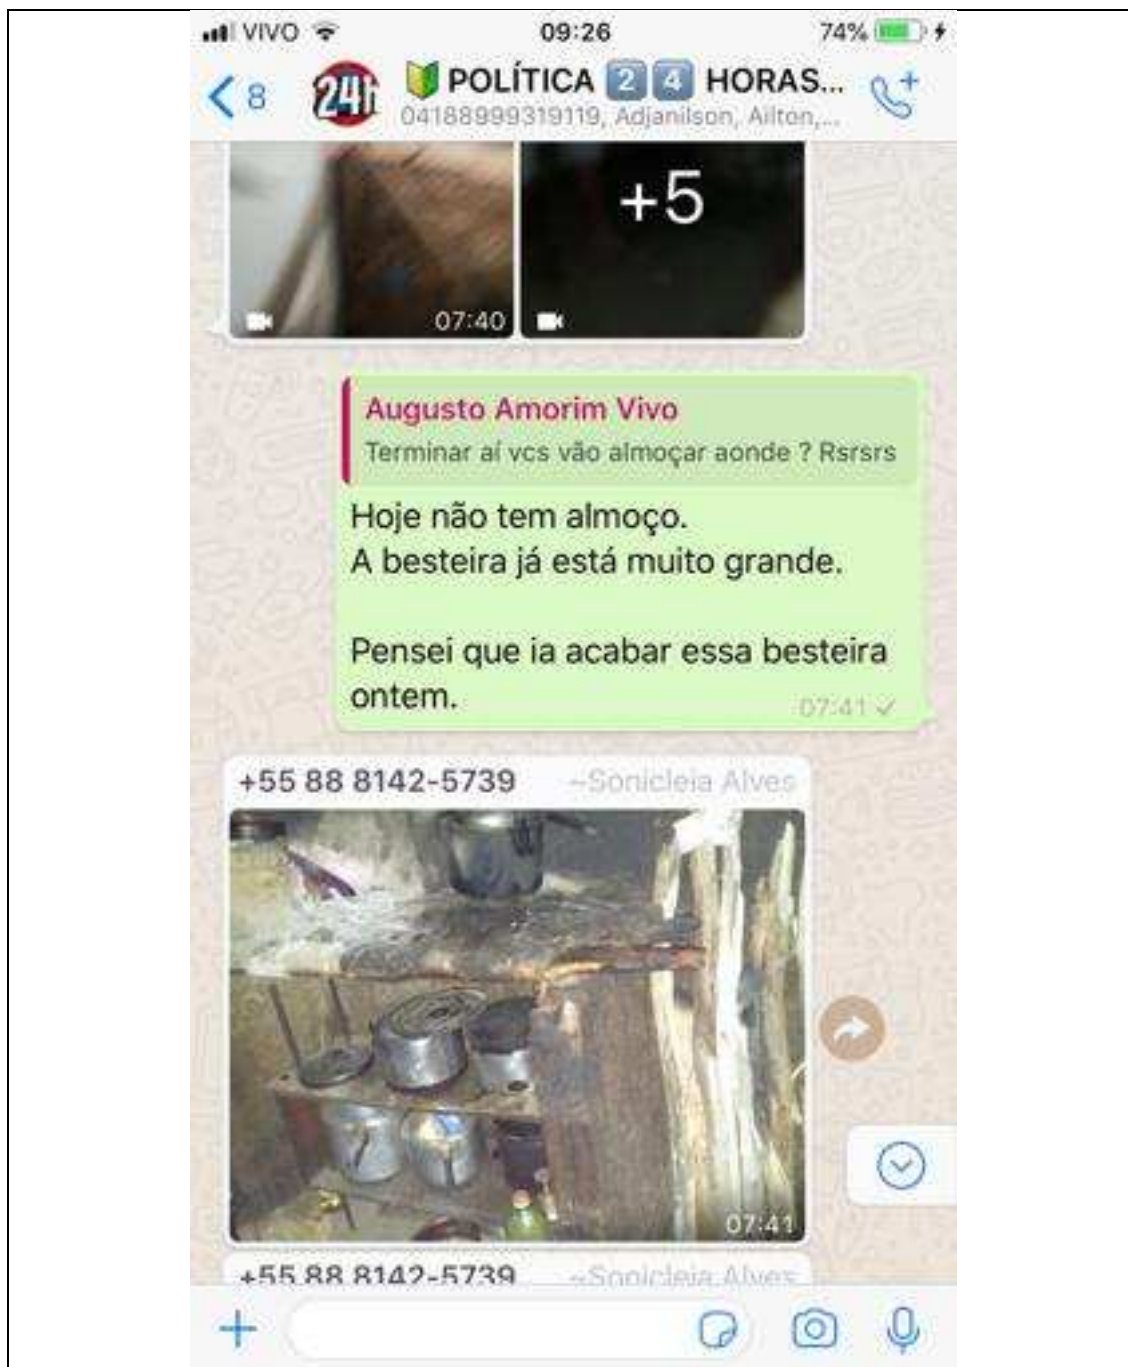 VIVO 09:26 74%
8 24h 🔰 POLÍTICA 2️⃣4️⃣ HORAS...
04188999319119, Adjanilson, Ailton,...
+5
07:40
Augusto Amorim Vivo
Terminar aí vcs vão almoçar aonde ? Rsrsrs
Hoje não tem almoço.
A besteira já está muito grande.
Pensei que ia acabar essa besteira
ontem.
07:41
+55 88 8142-5739 ~Sonicleia Alves
07:41
+55 88 8142-5739 ~Sonicleia Alves